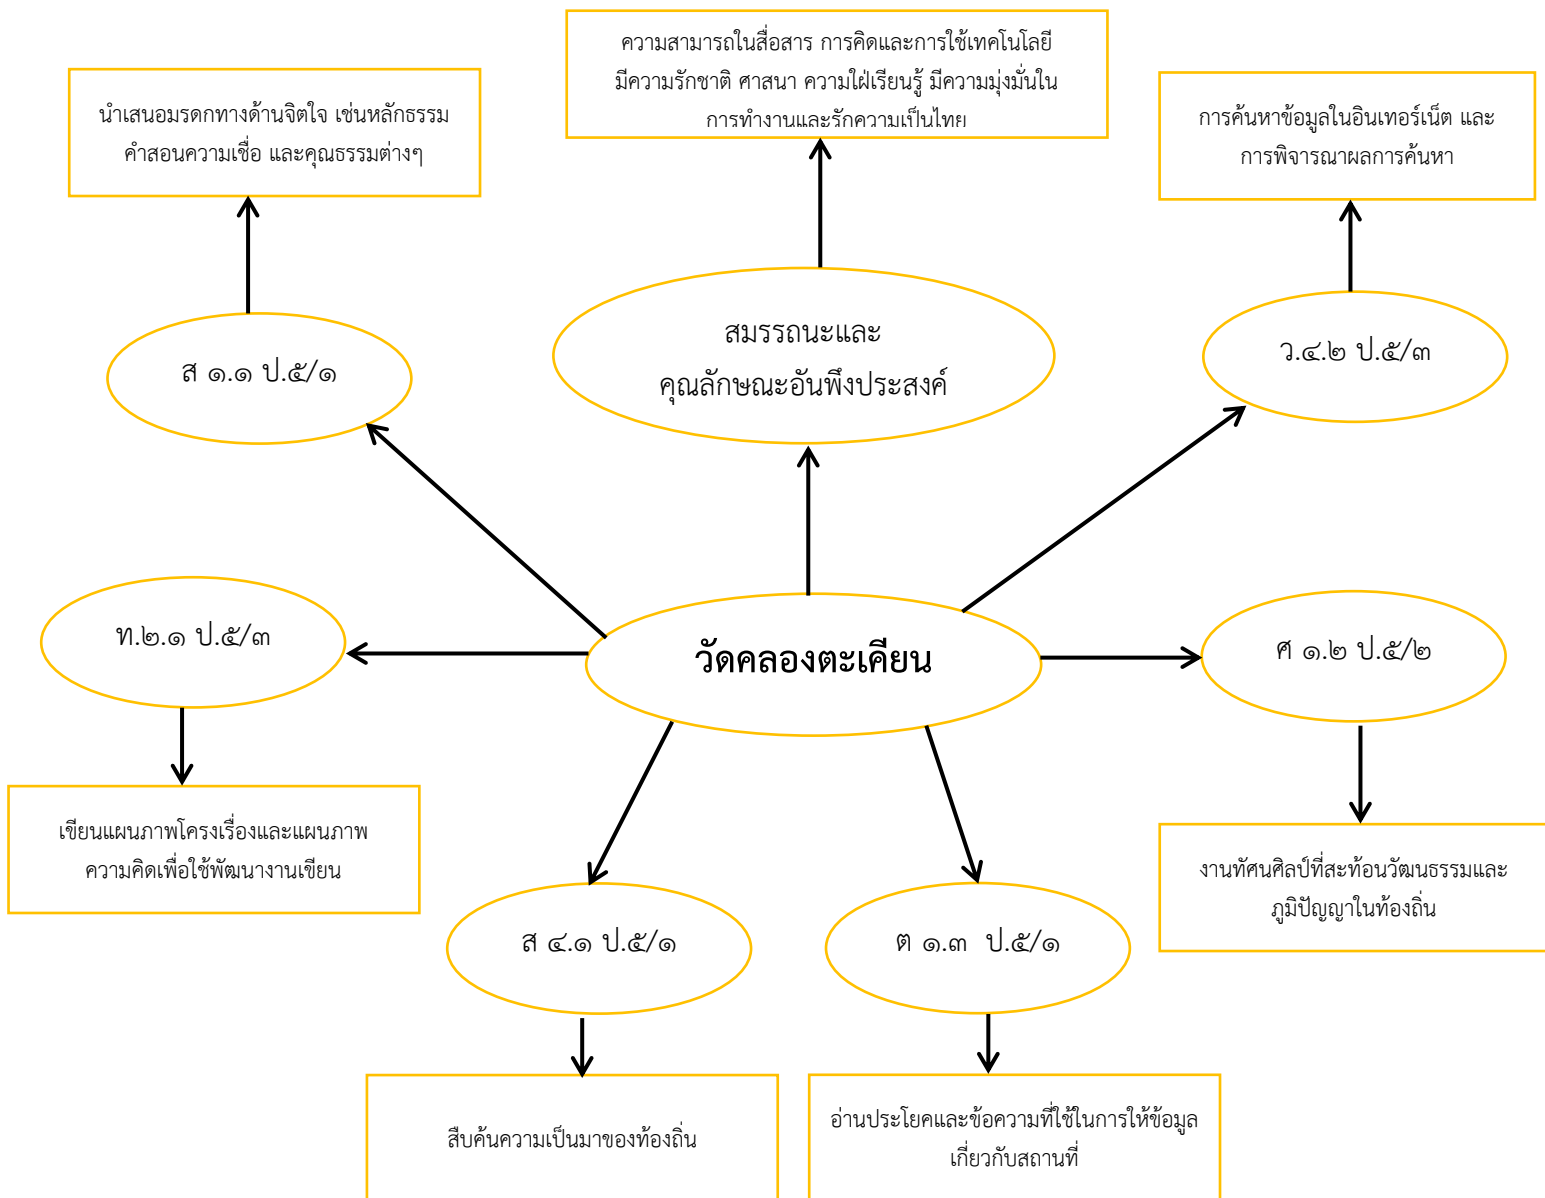 ความสามารถในสื่อสาร การคิดและการใช้เทคโนโลยี
มีความรักชาติ ศาสนา ความใฝ่เรียนรู้ มีความมุ่งมั่นใน
การทำงานและรักความเป็นไทย
นำเสนอมรดกทางด้านจิตใจ เช่นหลักธรรม
คำสอนความเชื่อ และคุณธรรมต่างๆ
การค้นหาข้อมูลในอินเทอร์เน็ต และ
การพิจารณาผลการค้นหา
ส ๑.๑ ป.๕/๑
สมรรถนะและ
คุณลักษณะอันพึงประสงค์
ว.๔.๒ ป.๕/๓
ท.๒.๑ ป.๕/๓
วัดคลองตะเคียน
ศ ๑.๒ ป.๕/๒
เขียนแผนภาพโครงเรื่องและแผนภาพ
ความคิดเพื่อใช้พัฒนางานเขียน
งานทัศนศิลป์ที่สะท้อนวัฒนธรรมและ
ภูมิปัญญาในท้องถิ่น
ส ๔.๑ ป.๕/๑
ต ๑.๓ ป.๕/๑
สืบค้นความเป็นมาของท้องถิ่น
อ่านประโยคและข้อความที่ใช้ในการให้ข้อมูล
เกี่ยวกับสถานที่